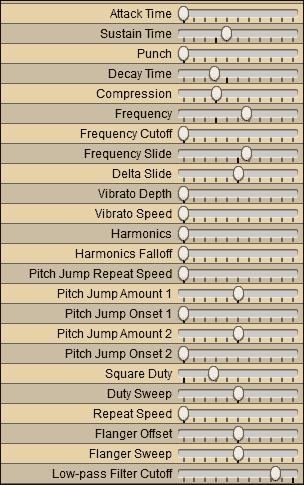 Attack Time
Sustain Time
Punch
Decay Time
Compression
Frequency
Frequency Cutoff
Frequency Slide
Delta Slide
Vibrato Depth
Vibrato Speed
Harmonics
Harmonics Falloff
Pitch Jump Repeat Speed
Pitch Jump Amount 1
Pitch Jump Onset 1
Pitch Jump Amount 2
Pitch Jump Onset 2
Square Duty
Duty Sweep
Repeat Speed
Flanger Offset
Flanger Sweep
Low-pass Filter Cutoff